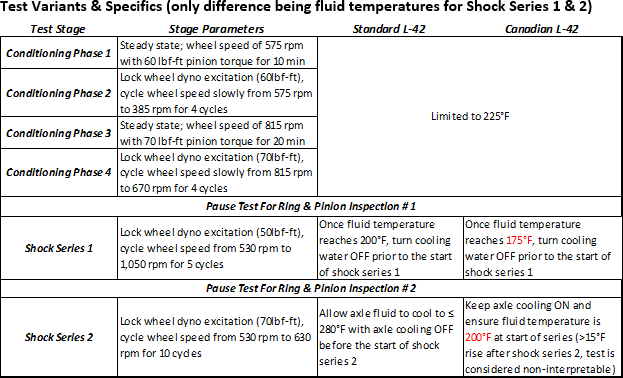 Test Variants & Specifics (only difference being fluid temperatures for Shock Series 1 & 2)
Test Stage
Stage Parameters
Standard L-42
Canadian L-42
Conditioning Phase 1
Steady state; wheel speed of 575 rpm
with 60 lbf-ft pinion torque for 10 min
Limited to 225°F
Conditioning Phase 2
Lock wheel dyno excitation (60lbf-ft),
cycle wheel speed slowly from 575 rpm
to 385 rpm for 4 cycles
Conditioning Phase 3
Steady state; wheel speed of 815 rpm
with 70 lbf-ft pinion torque for 20 min
Conditioning Phase 4
Lock wheel dyno excitation (70lbf-ft),
cycle wheel speed slowly from 815
rpm to 670 rpm for 4 cycles
Pause Test For Ring & Pinion Inspection # 1
Shock Series 1
Lock wheel dyno excitation (50lbf-ft),
cycle wheel speed from 530 rpm to
1,050 rpm for 5 cycles
Once fluid temperature
reaches 200°F, turn cooling
water OFF prior to the start
of shock series 1
Once fluid temperature
reaches 175°F, turn cooling
water OFF prior to the start of
shock series 1
Pause Test For Ring & Pinion Inspection # 2
Shock Series 2
Lock wheel dyno excitation (70lbf-ft),
cycle wheel speed from 530 rpm to 630
rpm for 10 cycles
Allow axle fluid to cool to ≤
280°F with axle cooling OFF
before the start of shock
series 2
Keep axle cooling ON and
ensure fluid temperature is
200°F at start of series (>15°F
rise after shock series 2, test is
considered non-interpretable)